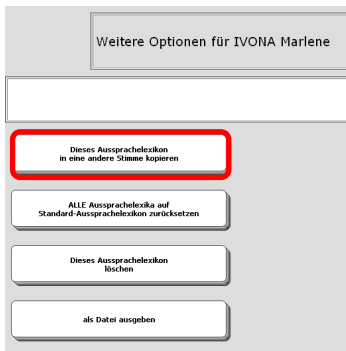 Weitere Optionen für IVONA Marlene
Dieses Aussprachelexikon
in eine andere Stimme kopieren
ALLE Aussprachelexika auf
Standard-Aussprachelexikon zurücksetzen
Dieses Aussprachelexikon
löschen
als Datei ausgeben